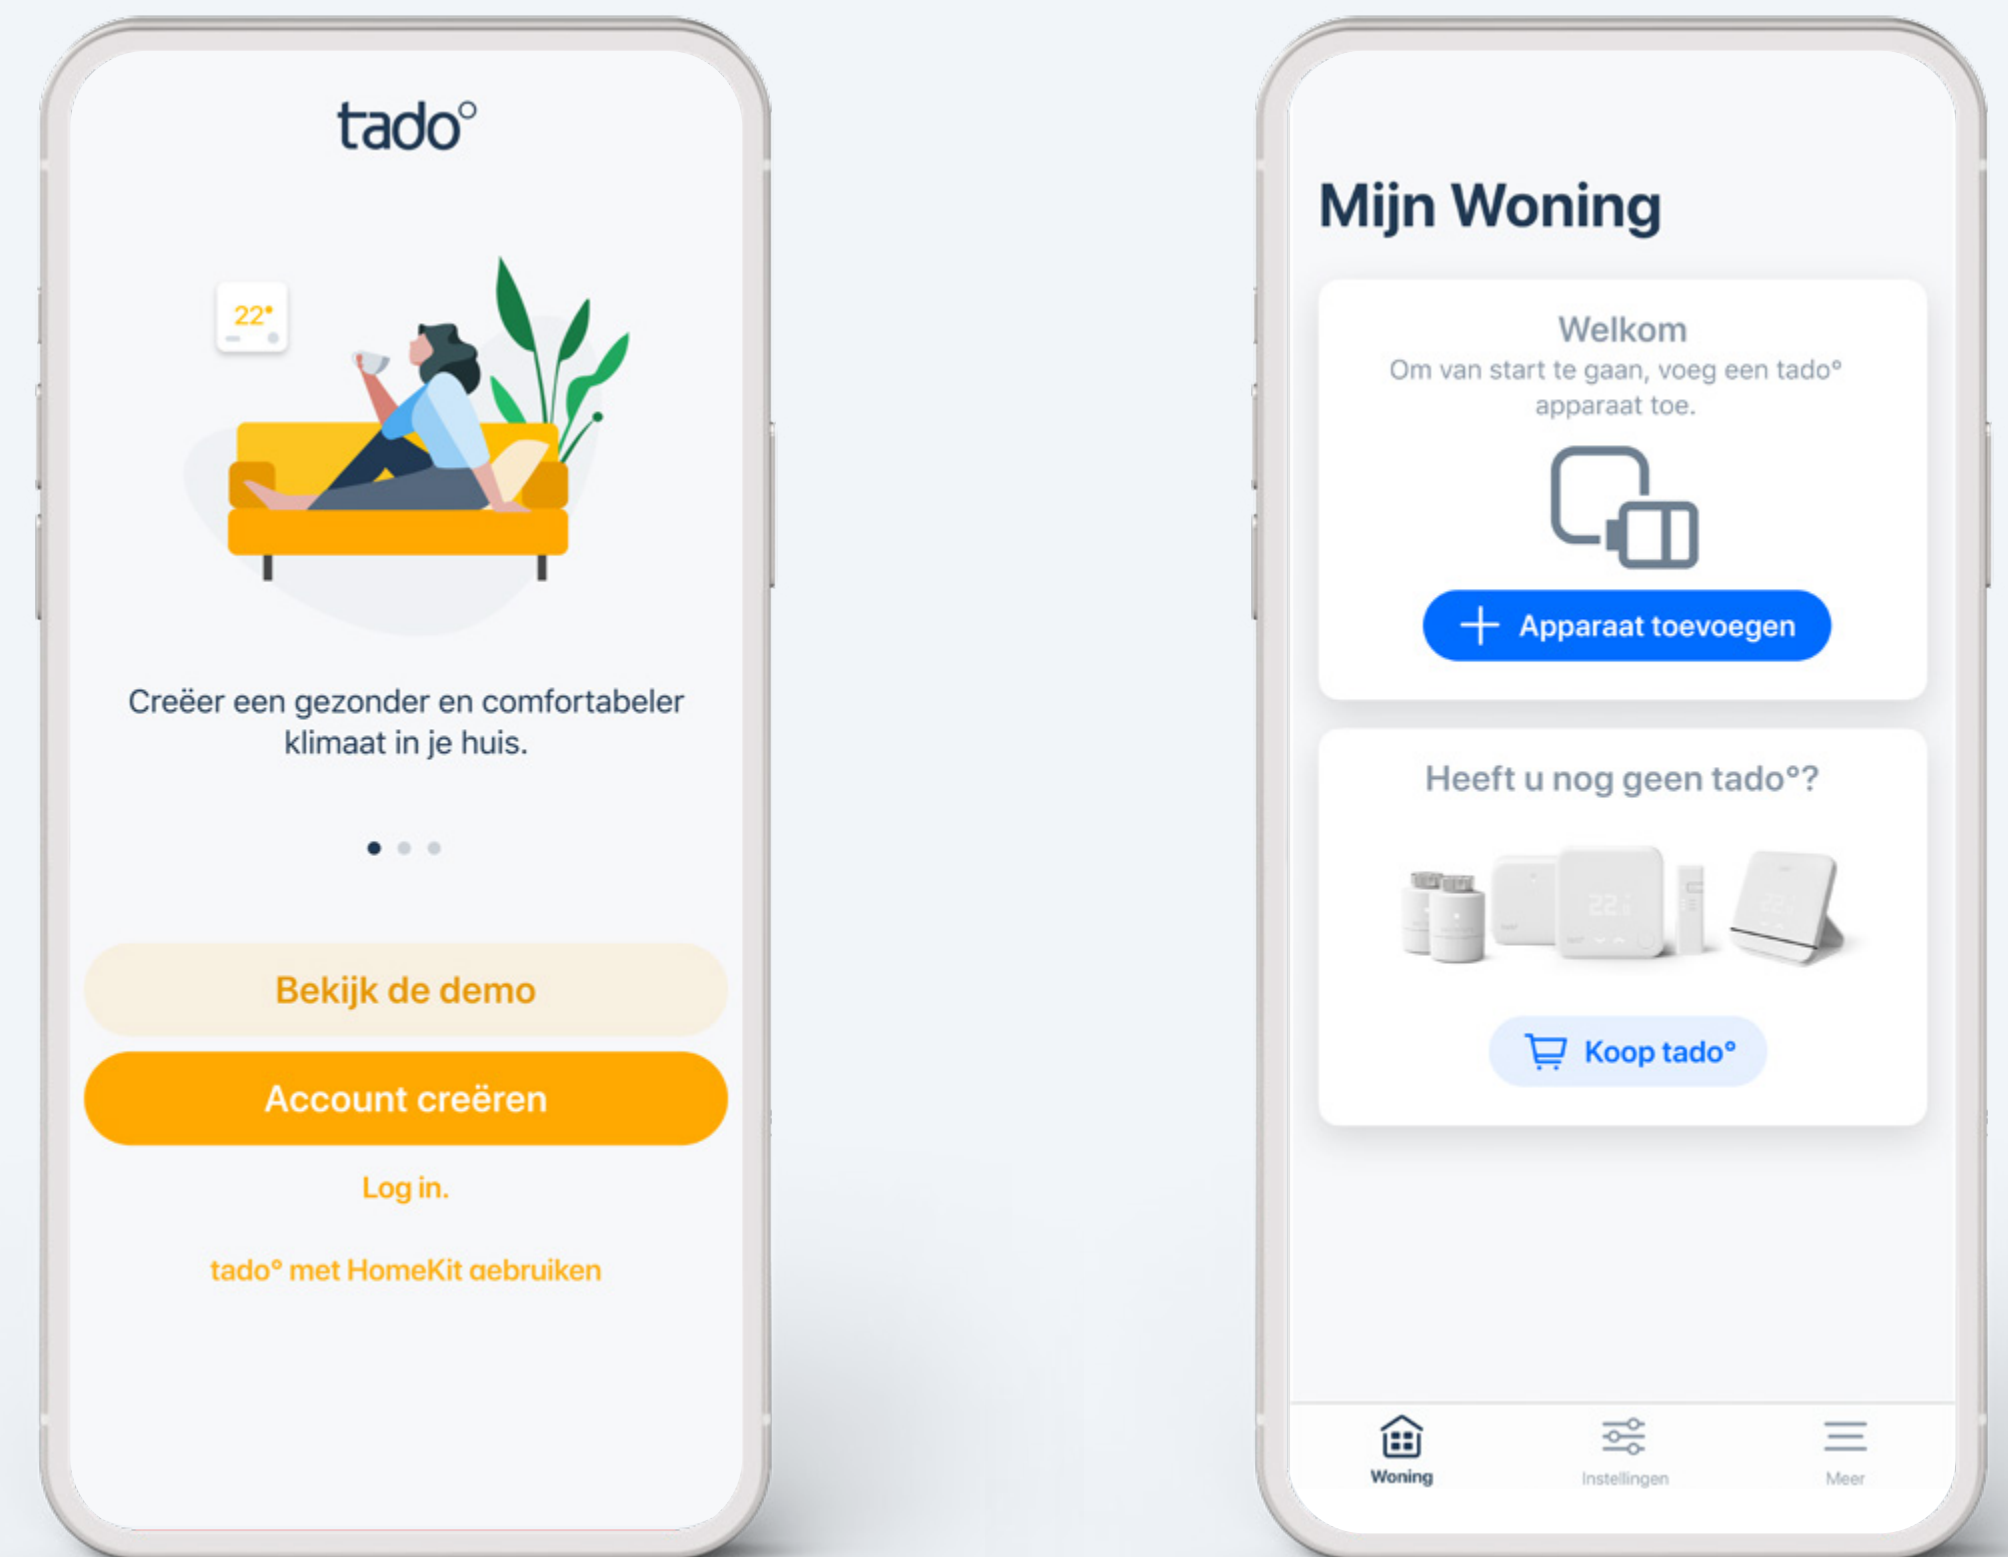 tado°
22°
Creëer een gezonder en comfortabeler
klimaat in je huis.
Bekijk de demo
Account creëren
Log in.
tado° met HomeKit gebruiken
Mijn Woning
Welkom
Om van start te gaan, voeg een tado°
apparaat toe.
Apparaat toevoegen
Heeft u nog geen tado°?
Koop tado°
Woning
Instellingen
Meer